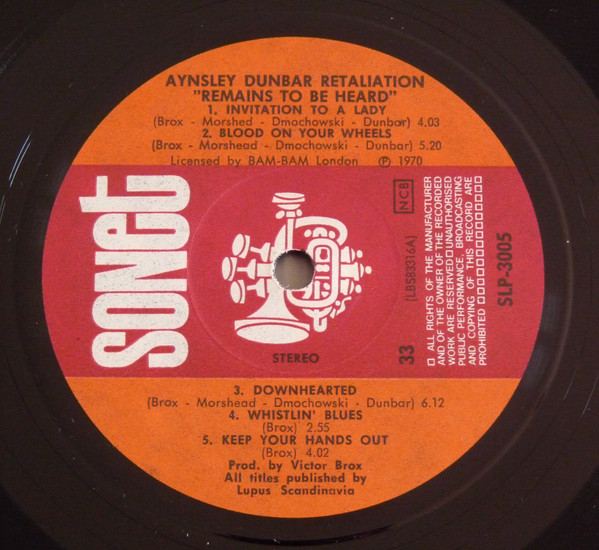 AYNSLEY DUNBAR RETALIATION
"REMAINS TO BE HEARD"
1. INVITATION TO A LADY
(Brox - Morshed - Dmochowski - Dunbar) 4.03
2. BLOOD ON YOUR WHEELS
(Brox - Morshead - Dmochowski - Dunbar) 5.20
Licensed by BAM-BAM London Ⓟ 1970
SONET
STEREO
NCB
(LBS83316A)
33
ALL RIGHTS OF THE MANUFACTURER
AND OF THE OWNER OF THE RECORDED
WORK ARE RESERVED UNAUTHORISED
PUBLIC PERFORMANCE, BROADCASTING
AND COPYING OF THIS RECORD ARE
PROHIBITED
SLP-3005
3. DOWNHEARTED
(Brox - Morshead - Dmochowski - Dunbar) 6.12
4. WHISTLIN' BLUES
(Brox) 2.55
5. KEEP YOUR HANDS OUT
(Brox) 4.02
Prod. by Victor Brox
All titles published by
Lupus Scandinavia